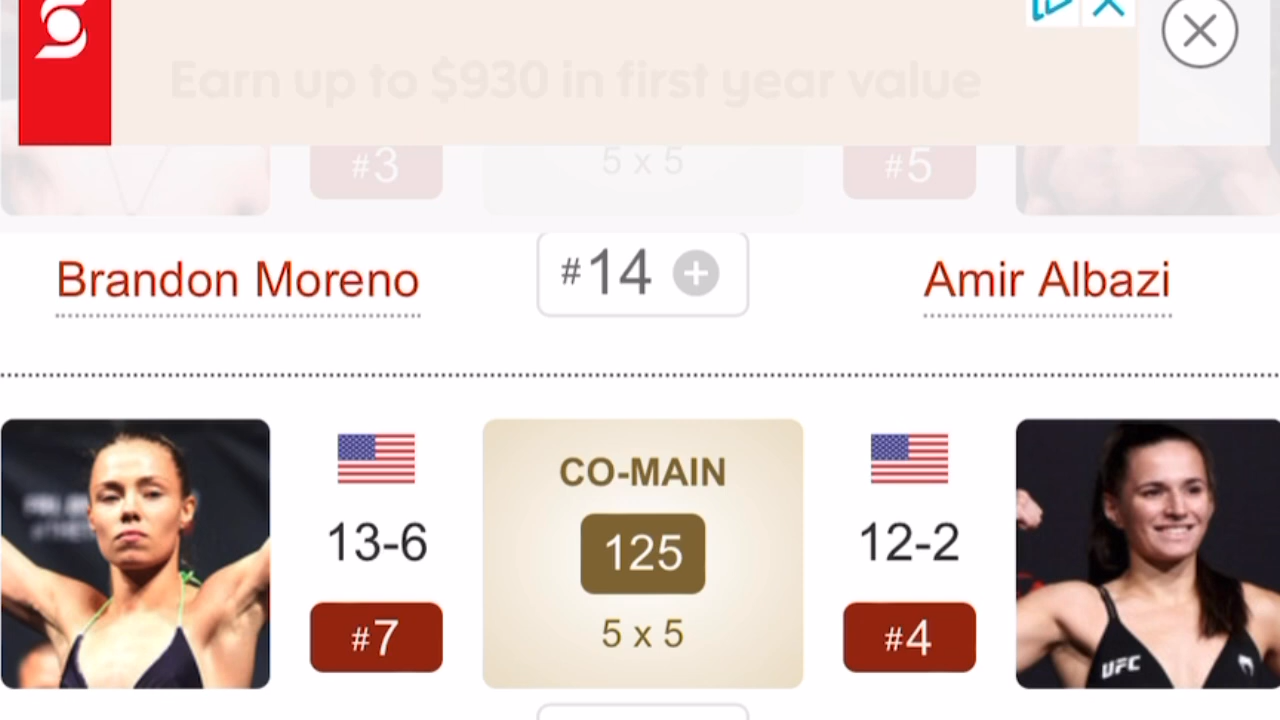 Earn up to $930 in first year value
#3 5 x 5 #5
Brandon Moreno #14 Amir Albazi
CO-MAIN
13-6 125 12-2
#7 5 x 5 #4
UFC